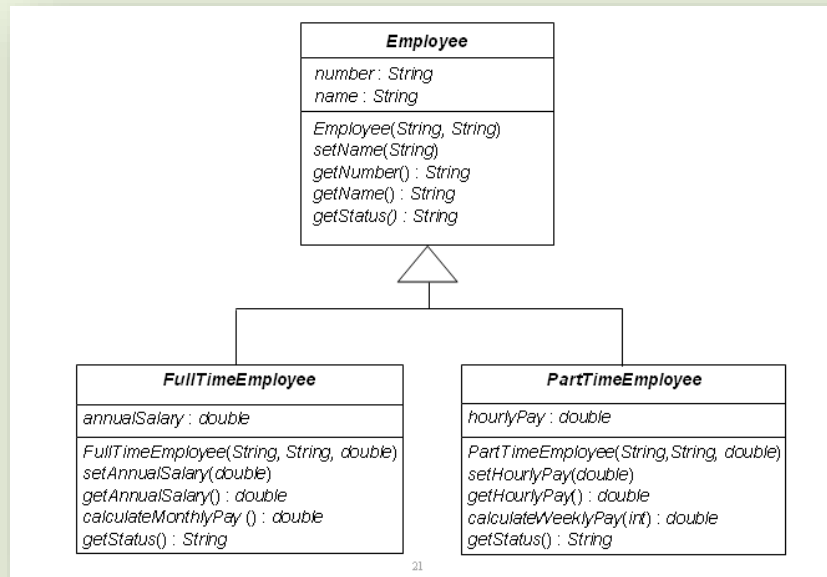 Employee
number : String
name : String
Employee(String, String)
setName(String)
getNumber() : String
getName() : String
getStatus() : String
FullTimeEmployee
annualSalary : double
FullTimeEmployee(String, String, double)
setAnnualSalary(double)
getAnnualSalary() : double
calculateMonthlyPay () : double
getStatus() : String
PartTimeEmployee
hourlyPay : double
PartTimeEmployee(String,String, double)
setHourlyPay(double)
getHourlyPay() : double
calculateWeeklyPay(int) : double
getStatus() : String
21